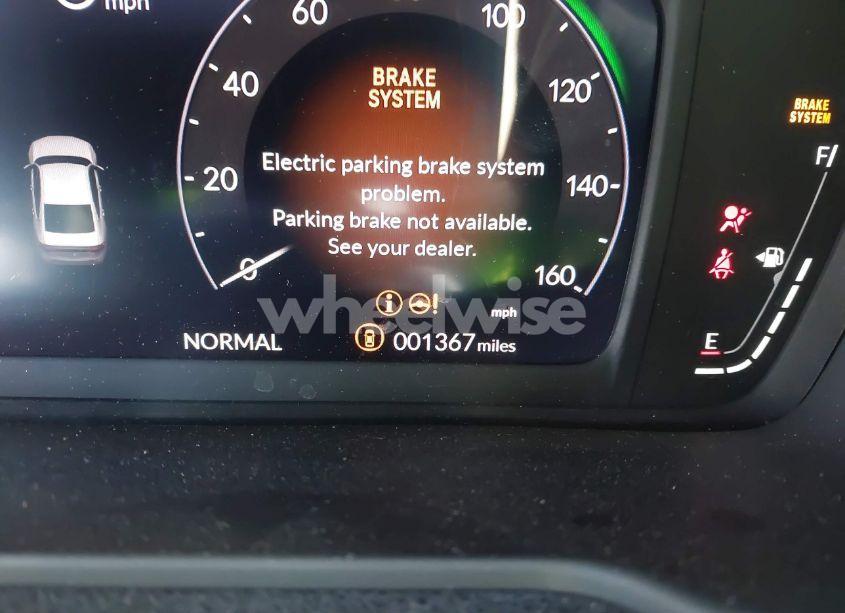 mph
60
100
BRAKE
SYSTEM
40
120
BRAKE
SYSTEM
Electric parking brake system
problem.
Parking brake not available.
See your dealer.
F
20
140
0
160
mph
wheelwise
NORMAL
001367 miles
E